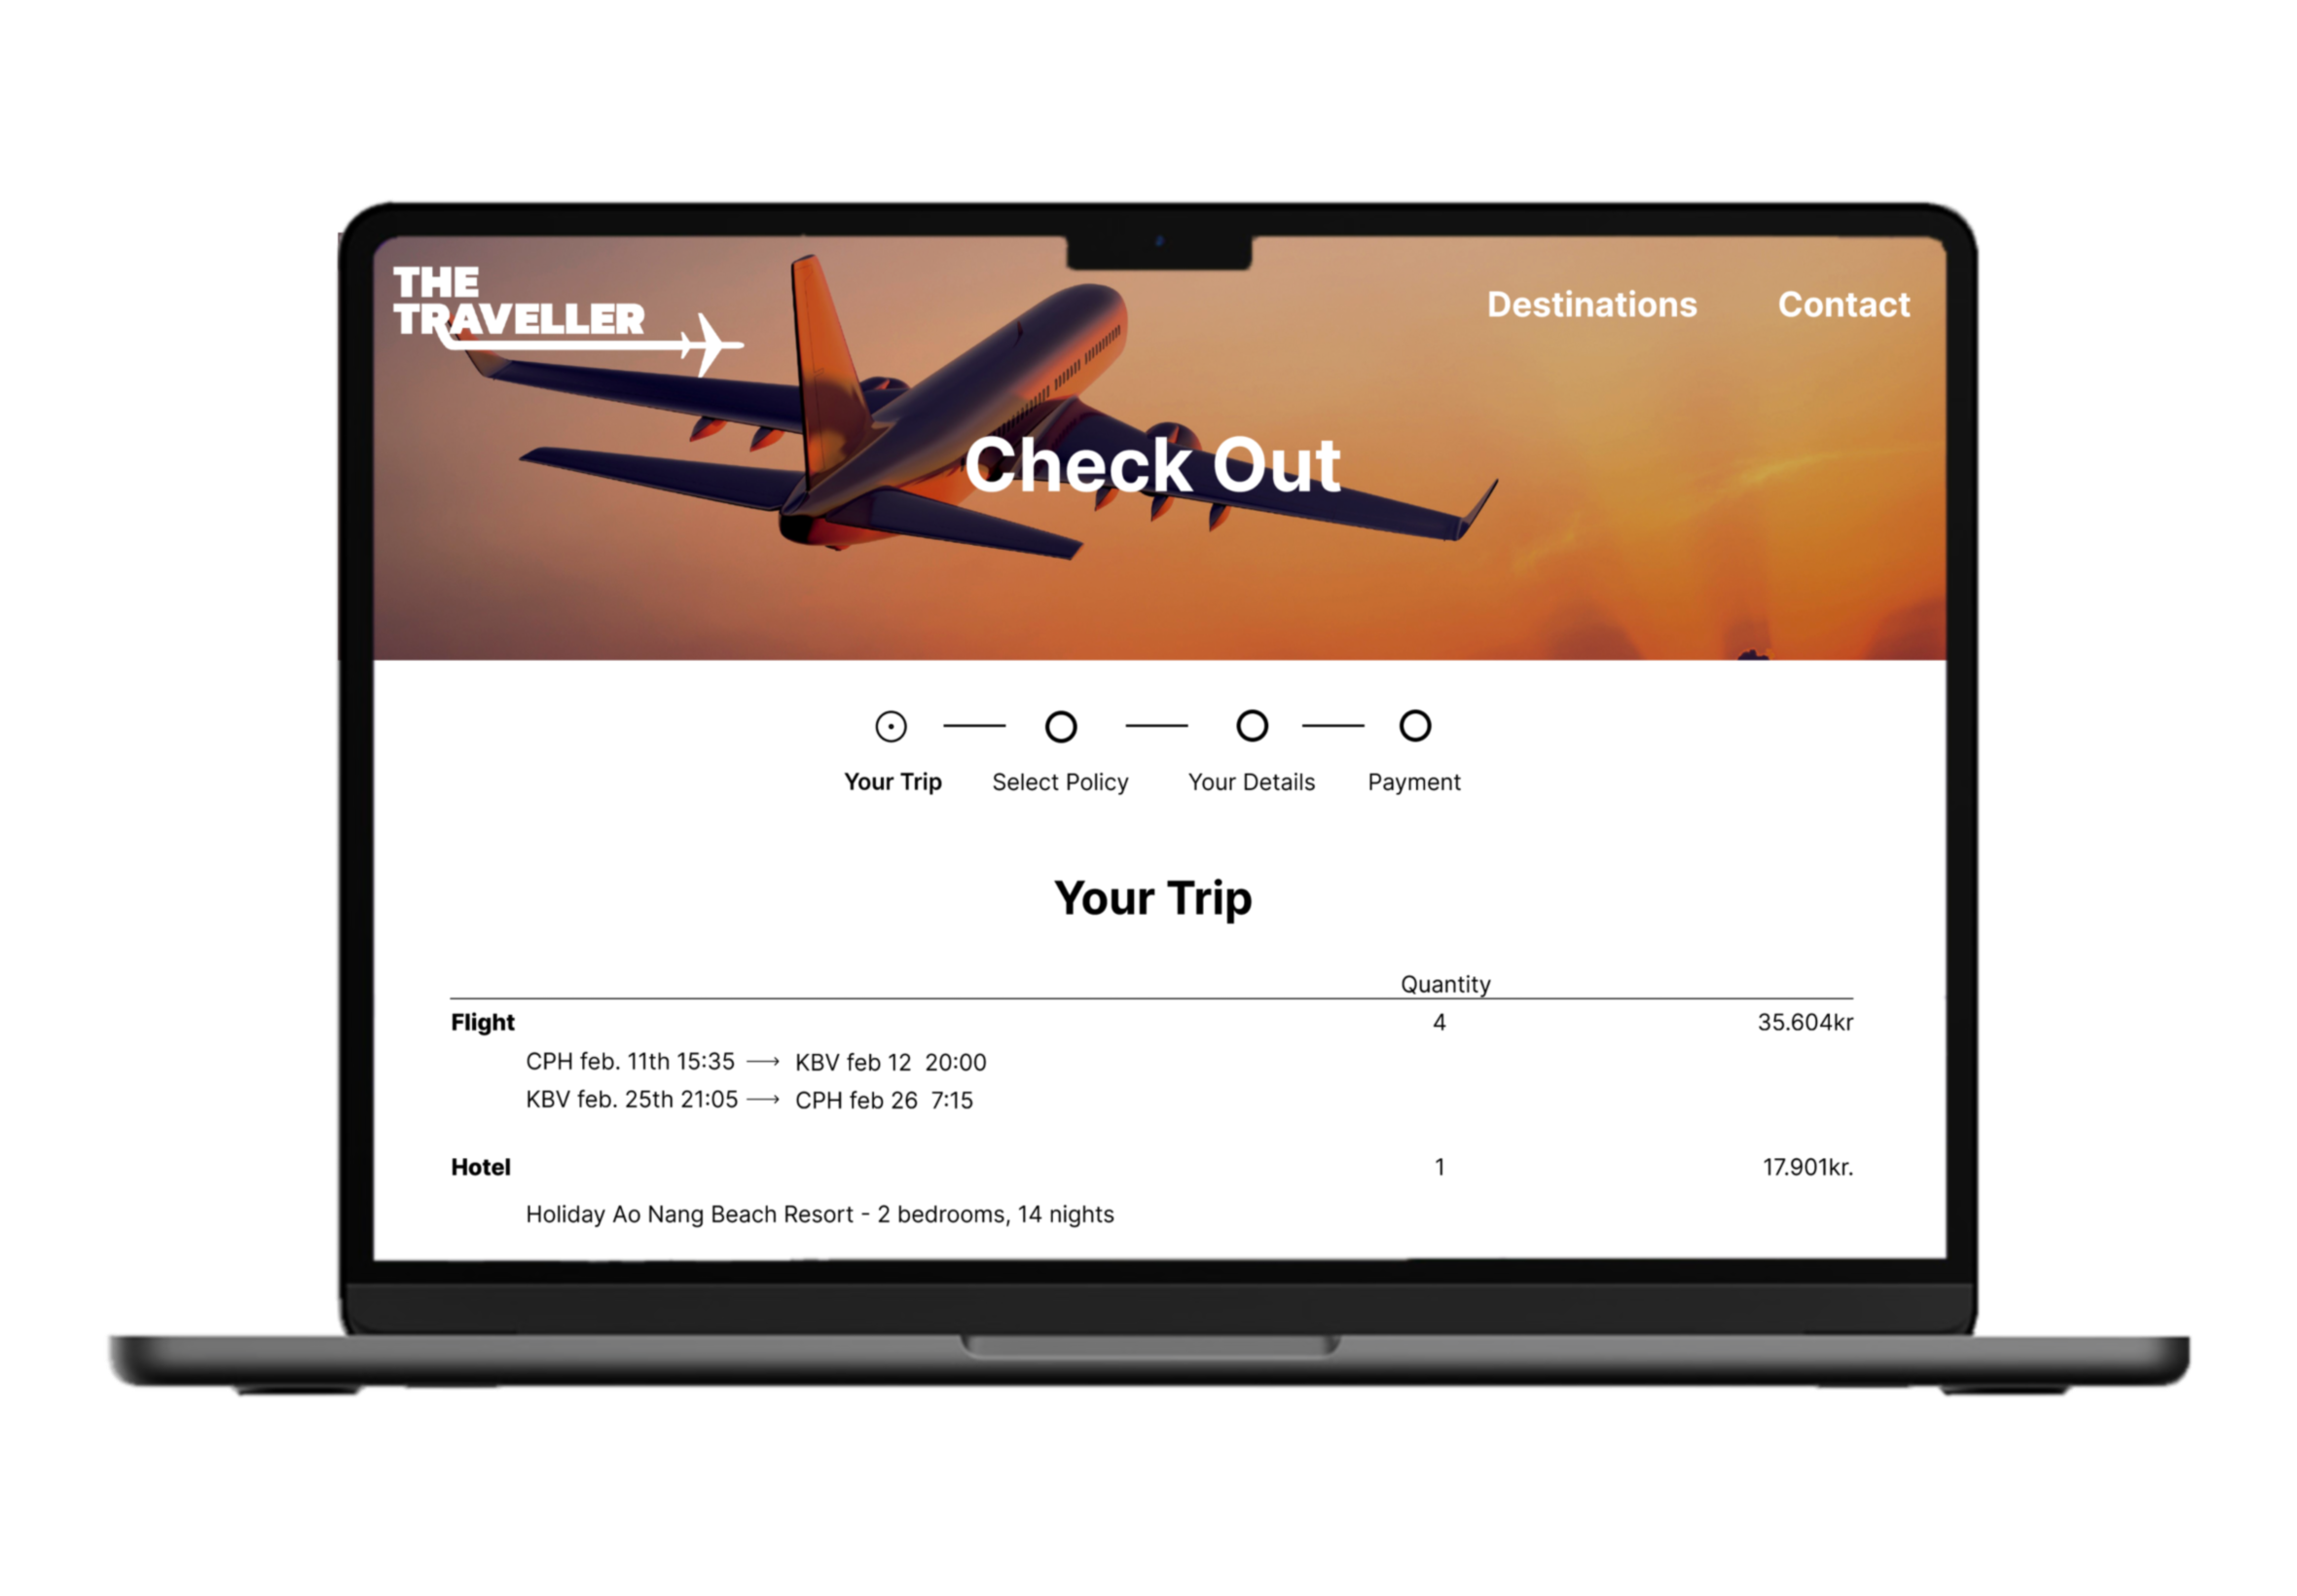 THE
TRAVELLER
Destinations
Contact
Check Out
Your Trip
Select Policy
Your Details
Payment
Your Trip
Quantity
Flight 4 35.604kr
CPH feb. 11th 15:35 ⟶ KBV feb 12 20:00
KBV feb. 25th 21:05 ⟶ CPH feb 26 7:15
Hotel 1 17.901kr.
Holiday Ao Nang Beach Resort - 2 bedrooms, 14 nights